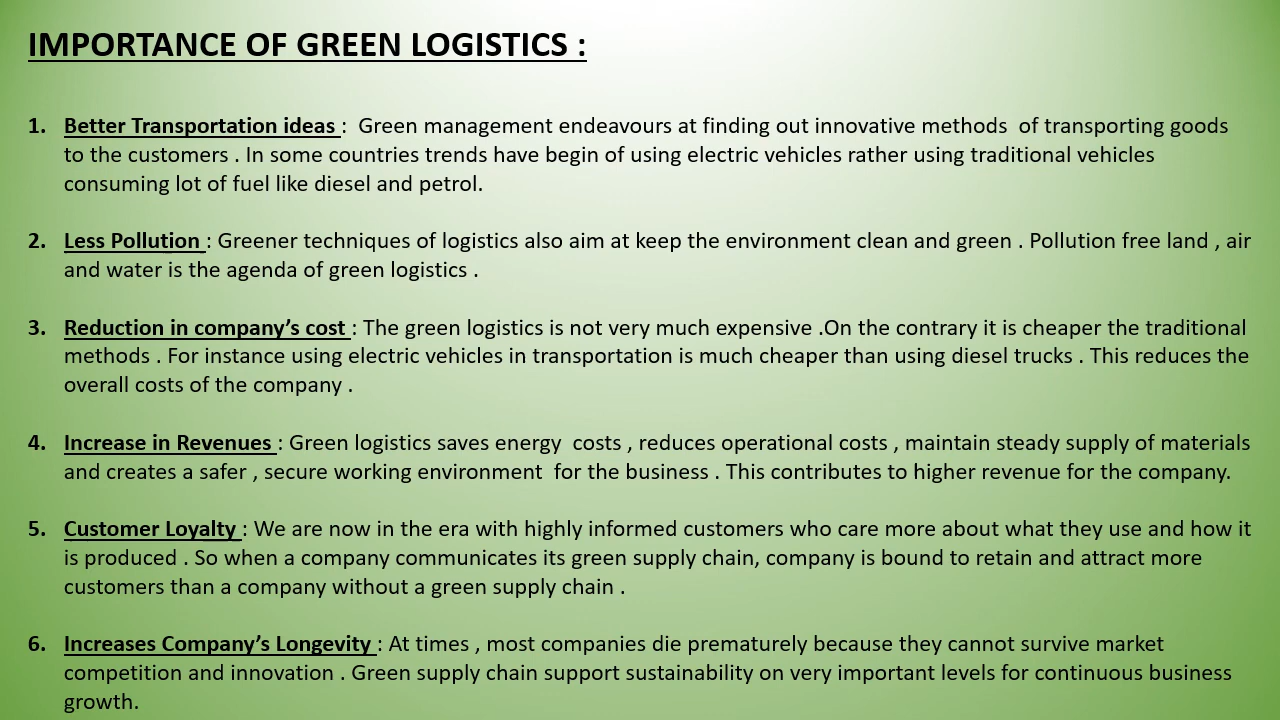 IMPORTANCE OF GREEN LOGISTICS :
1. Better Transportation ideas : Green management endeavours at finding out innovative methods of transporting goods
to the customers . In some countries trends have begin of using electric vehicles rather using traditional vehicles
consuming lot of fuel like diesel and petrol.
2. Less Pollution : Greener techniques of logistics also aim at keep the environment clean and green . Pollution free land , air
and water is the agenda of green logistics .
3. Reduction in company’s cost : The green logistics is not very much expensive .On the contrary it is cheaper the traditional
methods . For instance using electric vehicles in transportation is much cheaper than using diesel trucks . This reduces the
overall costs of the company .
4. Increase in Revenues : Green logistics saves energy costs , reduces operational costs , maintain steady supply of materials
and creates a safer , secure working environment for the business . This contributes to higher revenue for the company.
5. Customer Loyalty : We are now in the era with highly informed customers who care more about what they use and how it
is produced . So when a company communicates its green supply chain, company is bound to retain and attract more
customers than a company without a green supply chain .
6. Increases Company’s Longevity : At times , most companies die prematurely because they cannot survive market
competition and innovation . Green supply chain support sustainability on very important levels for continuous business
growth.